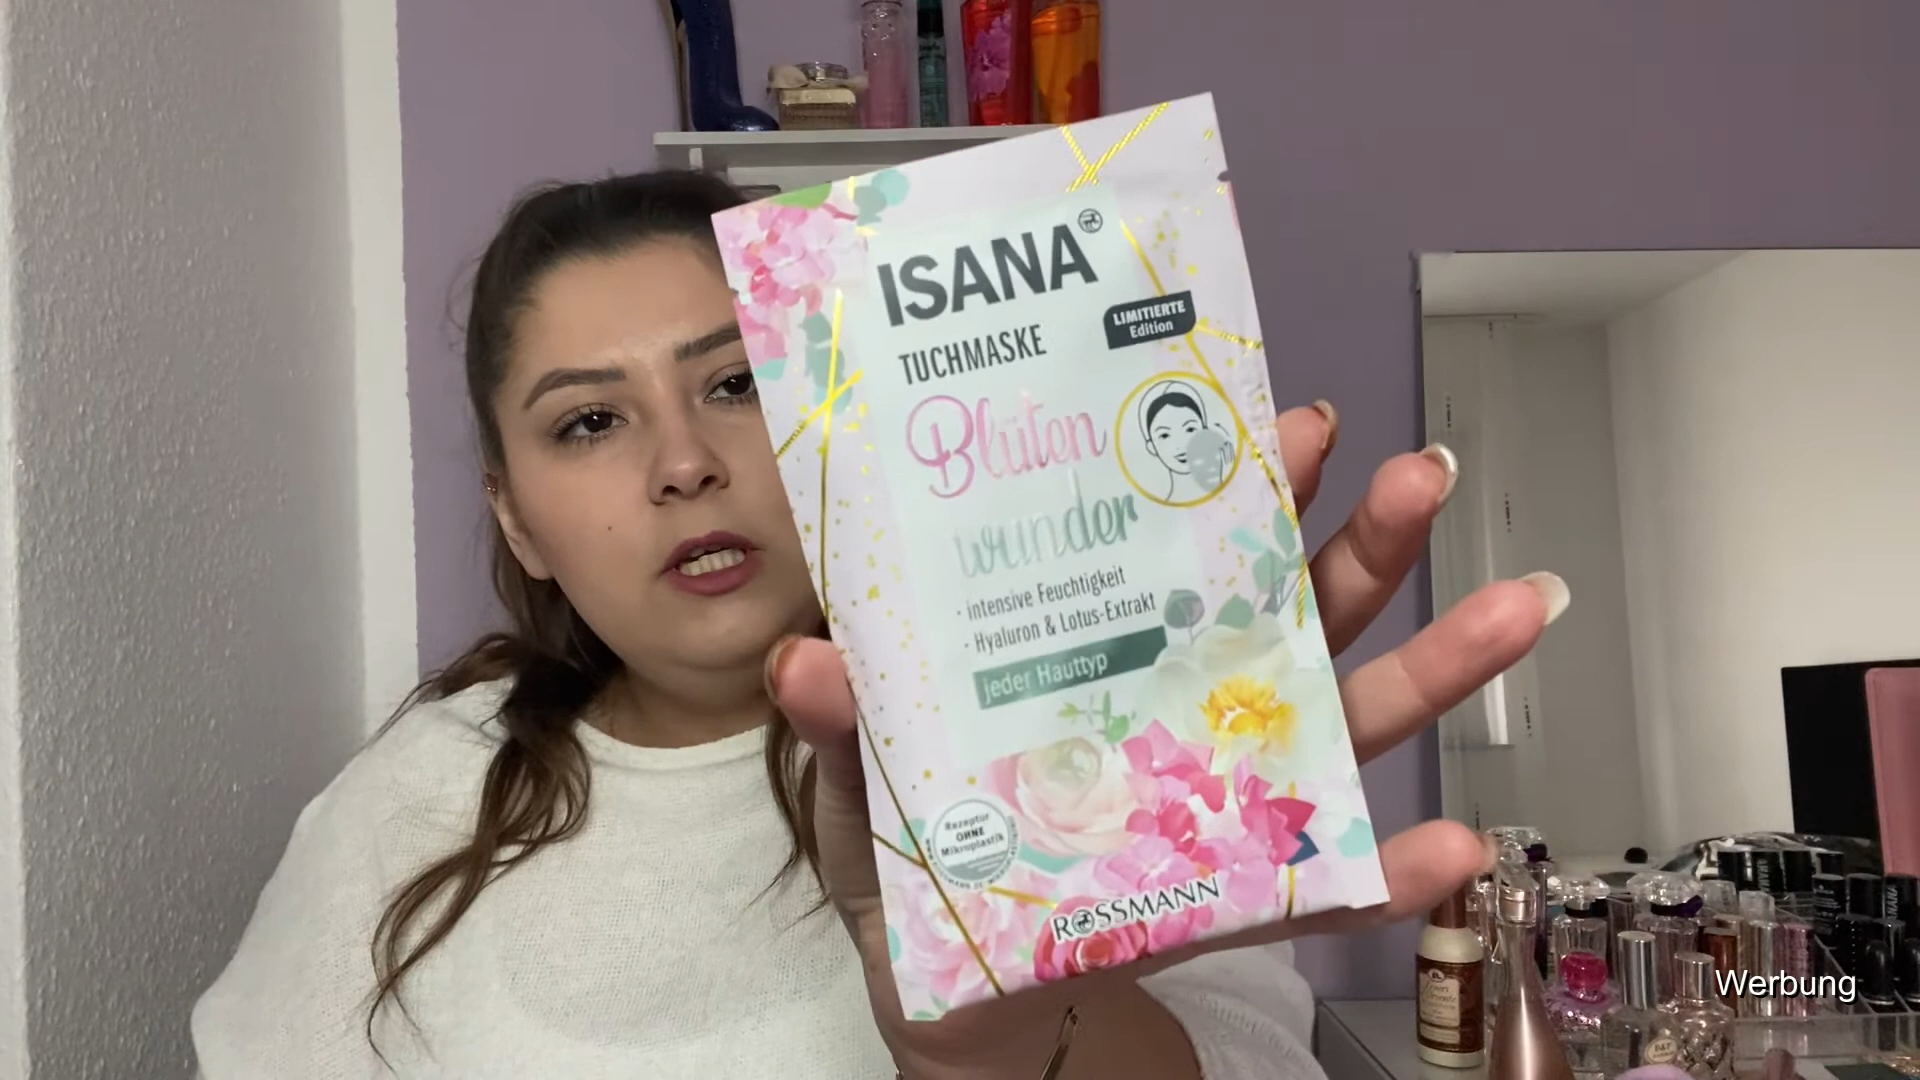 ISANA
LIMITIERTE
Edition
TUCHMASKE
Blüten
wunder
· intensive Feuchtigkeit
· Hyaluron & Lotus-Extrakt
jeder Hauttyp
Rezeptur
OHNE
Mikroplastik
ROSSMANN
Werbung